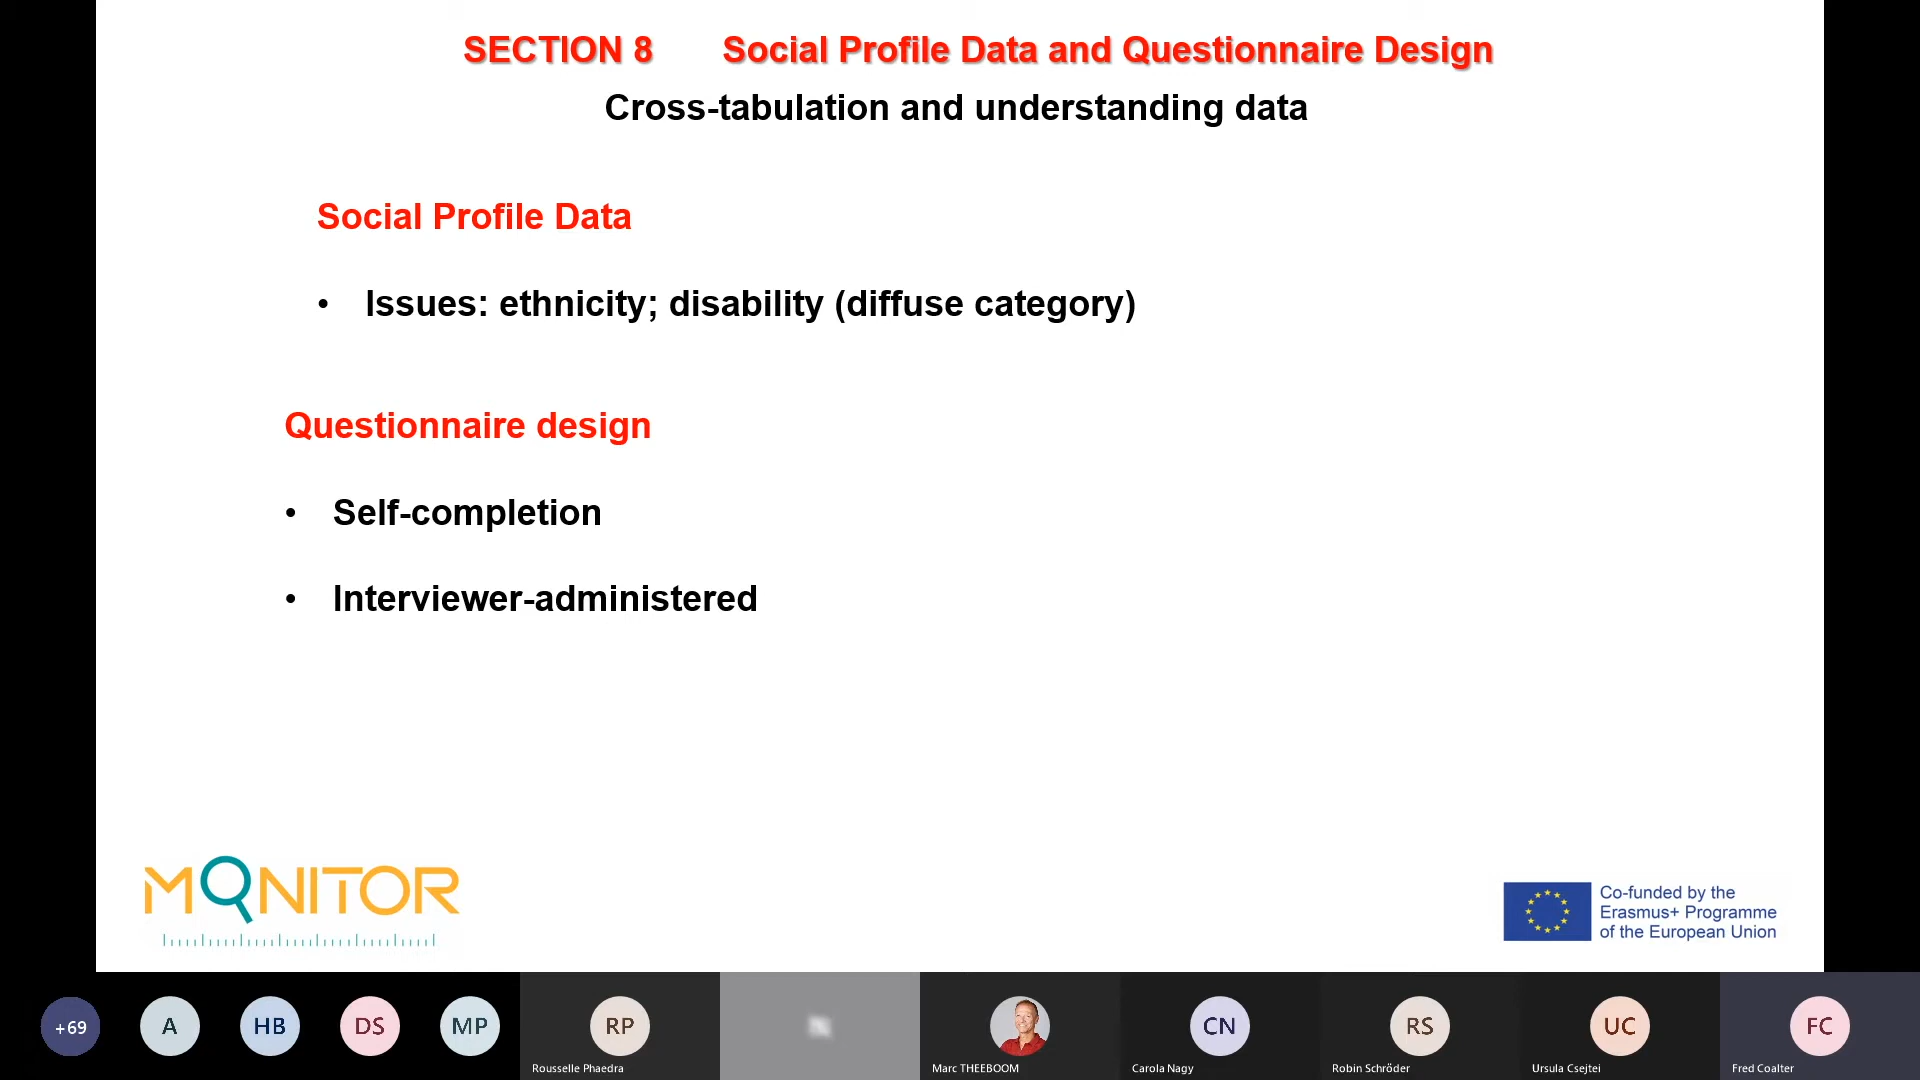 SECTION 8 Social Profile Data and Questionnaire Design
Cross-tabulation and understanding data
Social Profile Data
• Issues: ethnicity; disability (diffuse category)
Questionnaire design
• Self-completion
• Interviewer-administered
MONITOR
Co-funded by the
Erasmus+ Programme
of the European Union
+69
A
HB
DS
MP
RP
CN
RS
UC
FC
Rousselle Phaedra
Marc THEEBOOM
Carola Nagy
Robin Schröder
Ursula Csejtei
Fred Coalter